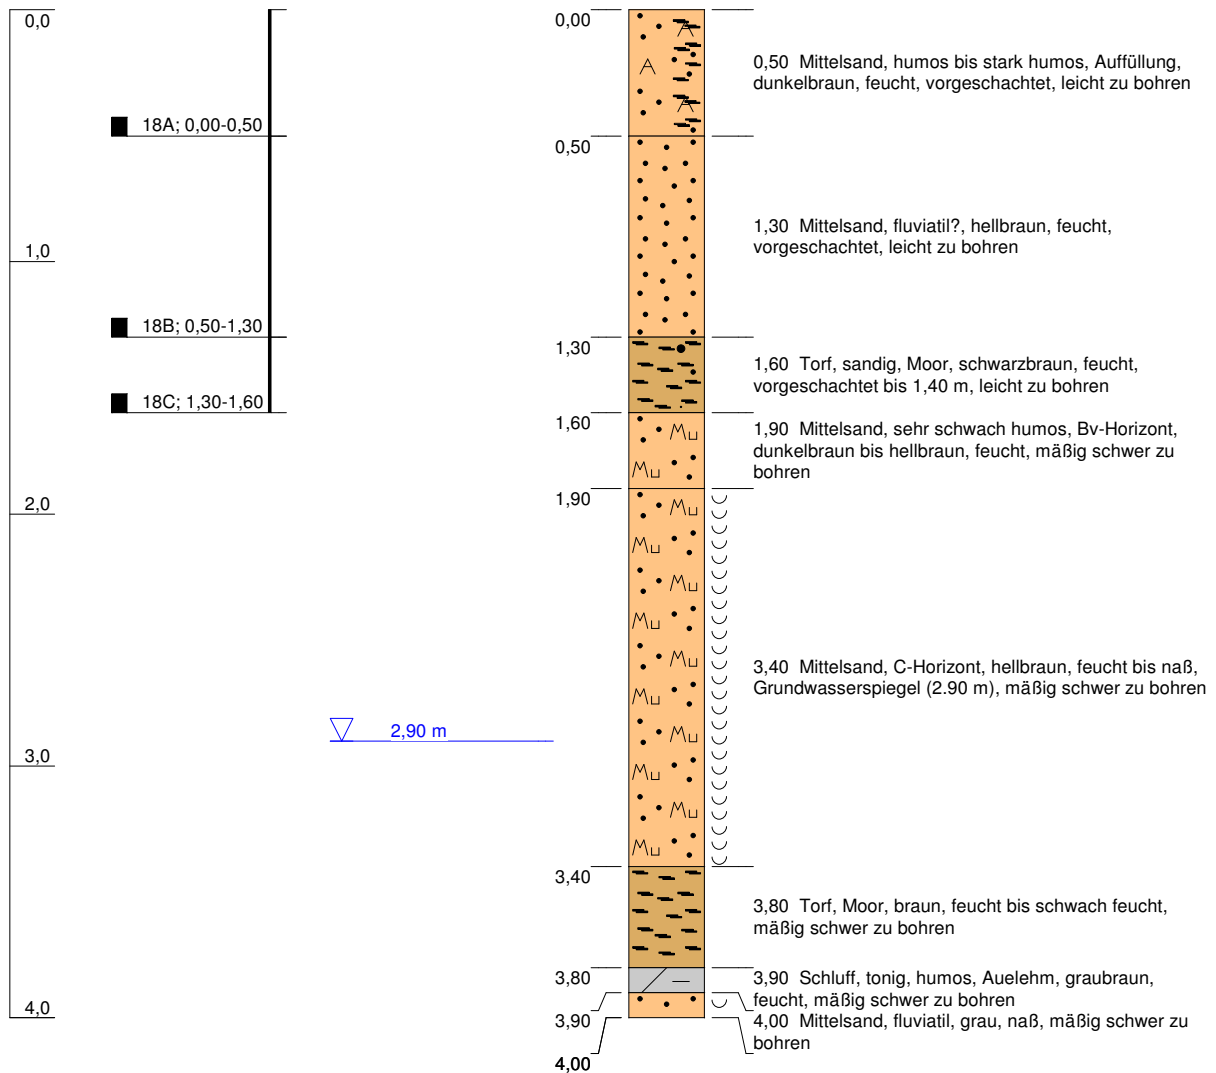 0,0
0,00
0,50 Mittelsand, humos bis stark humos, Auffüllung,
dunkelbraun, feucht, vorgeschachtet, leicht zu bohren
18A; 0,00-0,50
0,50
1,30 Mittelsand, fluviatil?, hellbraun, feucht,
vorgeschachtet, leicht zu bohren
1,0
18B; 0,50-1,30
1,30
1,60 Torf, sandig, Moor, schwarzbraun, feucht,
vorgeschachtet bis 1,40 m, leicht zu bohren
18C; 1,30-1,60
1,60
1,90 Mittelsand, sehr schwach humos, Bv-Horizont,
dunkelbraun bis hellbraun, feucht, mäßig schwer zu
bohren
1,90
2,0
3,40 Mittelsand, C-Horizont, hellbraun, feucht bis naß,
Grundwasserspiegel (2.90 m), mäßig schwer zu bohren
2,90 m
3,0
3,40
3,80 Torf, Moor, braun, feucht bis schwach feucht,
mäßig schwer zu bohren
3,80
3,90 Schluff, tonig, humos, Auelehm, graubraun,
feucht, mäßig schwer zu bohren
4,0
3,90
4,00 Mittelsand, fluviatil, grau, naß, mäßig schwer zu
bohren
4,00